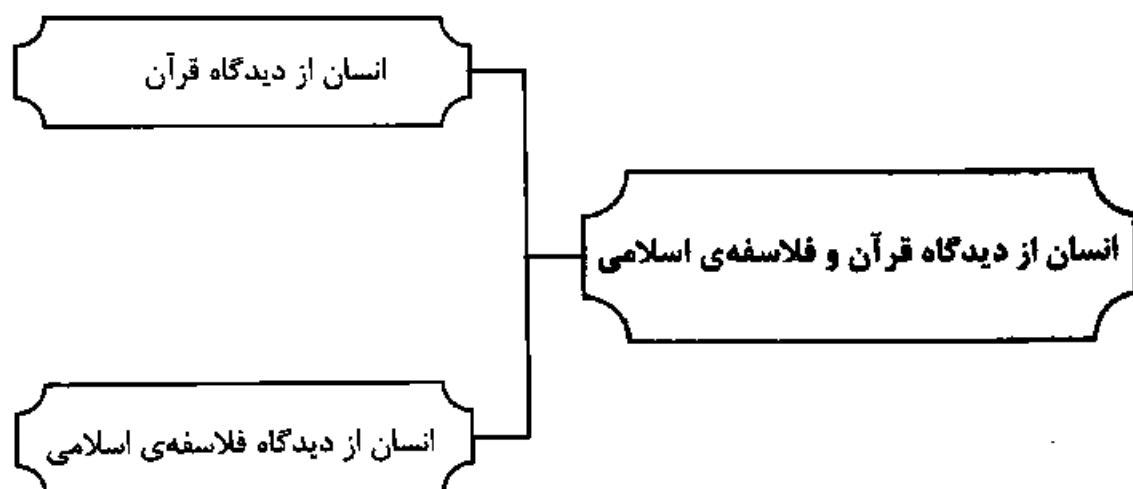 انسان از دیدگاه قرآن
انسان از دیدگاه قرآن و فلاسفه‌ی اسلامی
انسان از دیدگاه فلاسفه‌ی اسلامی